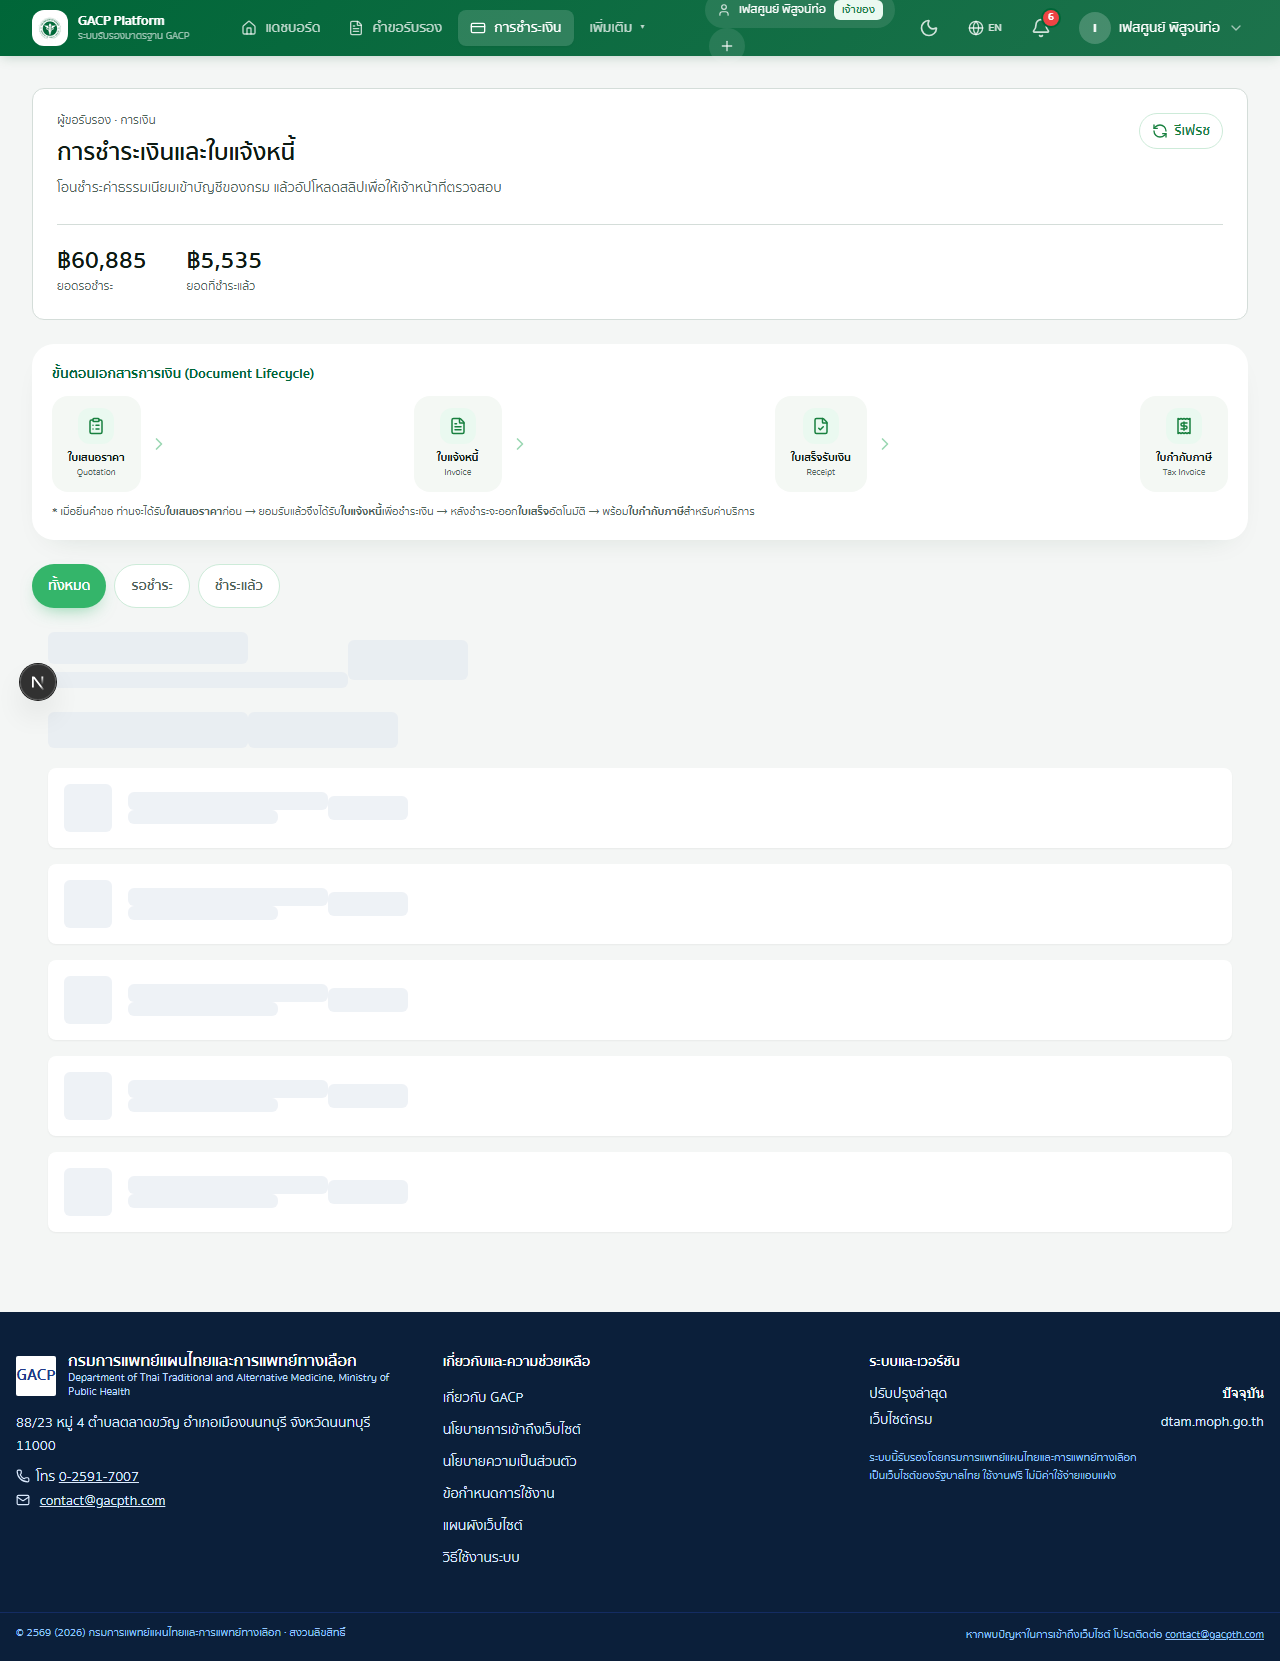 GACP Platform
ระบบรับรองมาตรฐาน GACP
แดชบอร์ด
คำขอรับรอง
การชำระเงิน
เพิ่มเติม
เฟสศูนย์ พิสูจน์ท่อ
เจ้าของ
EN
6
เ
เฟสศูนย์ พิสูจน์ท่อ
ผู้ขอรับรอง · การเงิน
การชำระเงินและใบแจ้งหนี้
โอนชำระค่าธรรมเนียมเข้าบัญชีของกรม แล้วอัปโหลดสลิปเพื่อให้เจ้าหน้าที่ตรวจสอบ
รีเฟรช
฿60,885
ยอดรอชำระ
฿5,535
ยอดที่ชำระแล้ว
ขั้นตอนเอกสารการเงิน (Document Lifecycle)
ใบเสนอราคา
Quotation
ใบแจ้งหนี้
Invoice
ใบเสร็จรับเงิน
Receipt
ใบกำกับภาษี
Tax Invoice
* เมื่อยื่นคำขอ ท่านจะได้รับใบเสนอราคาก่อน → ยอมรับแล้วจึงได้รับใบแจ้งหนี้เพื่อชำระเงิน → หลังชำระจะออกใบเสร็จอัตโนมัติ → พร้อมใบกำกับภาษีสำหรับค่าบริการ
ทั้งหมด
รอชำระ
ชำระแล้ว
N
GACP
กรมการแพทย์แผนไทยและการแพทย์ทางเลือก
Department of Thai Traditional and Alternative Medicine, Ministry of
Public Health
88/23 หมู่ 4 ตำบลตลาดขวัญ อำเภอเมืองนนทบุรี จังหวัดนนทบุรี
11000
โทร 0-2591-7007
contact@gacpth.com
เกี่ยวกับและความช่วยเหลือ
เกี่ยวกับ GACP
นโยบายการเข้าถึงเว็บไซต์
นโยบายความเป็นส่วนตัว
ข้อกำหนดการใช้งาน
แผนผังเว็บไซต์
วิธีใช้งานระบบ
ระบบและเวอร์ชัน
ปรับปรุงล่าสุด
ปัจจุบัน
เว็บไซต์กรม
dtam.moph.go.th
ระบบนี้รับรองโดยกรมการแพทย์แผนไทยและการแพทย์ทางเลือก
เป็นเว็บไซต์ของรัฐบาลไทย ใช้งานฟรี ไม่มีค่าใช้จ่ายแอบแฝง
© 2569 (2026) กรมการแพทย์แผนไทยและการแพทย์ทางเลือก · สงวนลิขสิทธิ์
หากพบปัญหาในการเข้าถึงเว็บไซต์ โปรดติดต่อ contact@gacpth.com